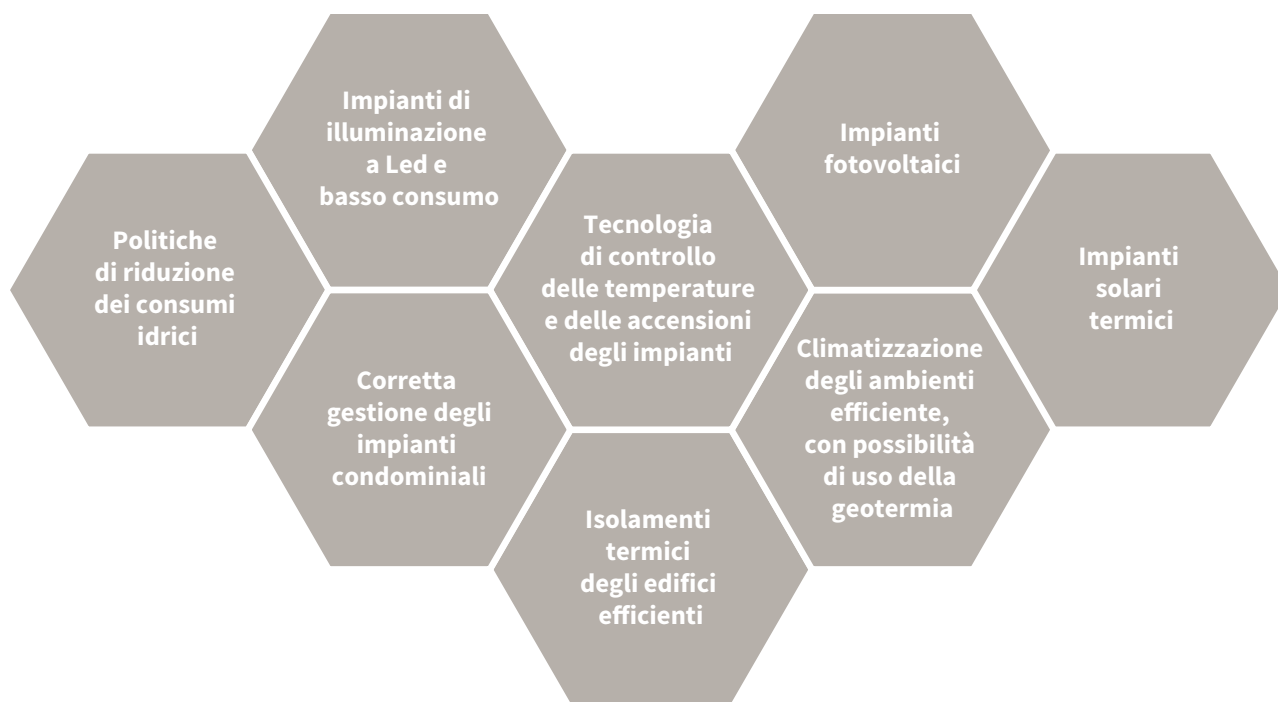 Impianti di
illuminazione
a Led e
basso consumo
Impianti
fotovoltaici
Politiche
di riduzione
dei consumi
idrici
Tecnologia
di controllo
delle temperature
e delle accensioni
degli impianti
Impianti
solari
termici
Corretta
gestione degli
impianti
condominiali
Climatizzazione
degli ambienti
efficiente,
con possibilità
di uso della
geotermia
Isolamenti
termici
degli edifici
efficienti